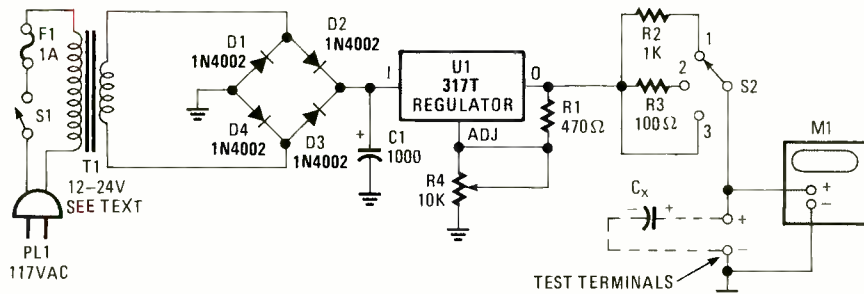 F1
1A
S1
PL1
117VAC
T1
12–24V
SEE TEXT
D1
1N4002
D2
1N4002
D4
1N4002
D3
1N4002
+
C1
1000
I
U1
317T
REGULATOR
O
ADJ
R1
470Ω
R4
10K
R2
1K
1
2
R3
100Ω
3
S2
M1
+
−
CX
−
+
+
−
TEST TERMINALS